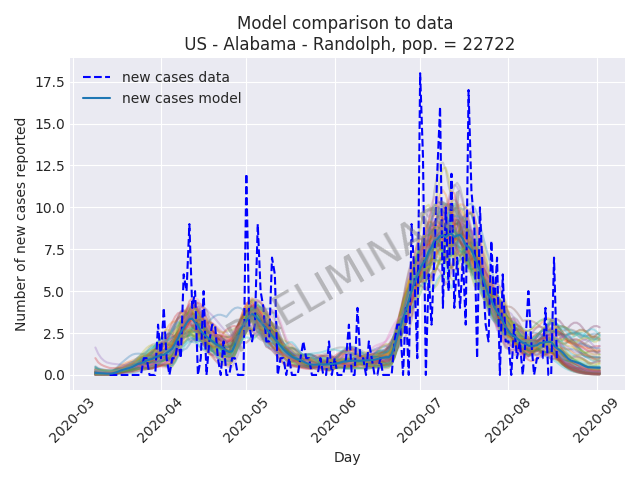 Model comparison to data
US - Alabama - Randolph, pop. = 22722
new cases data
new cases model
Number of new cases reported
17.5
15.0
12.5
10.0
7.5
5.0
2.5
0.0
PRELIMINARY
2020-03
2020-04
2020-05
2020-06
2020-07
2020-08
2020-09
Day